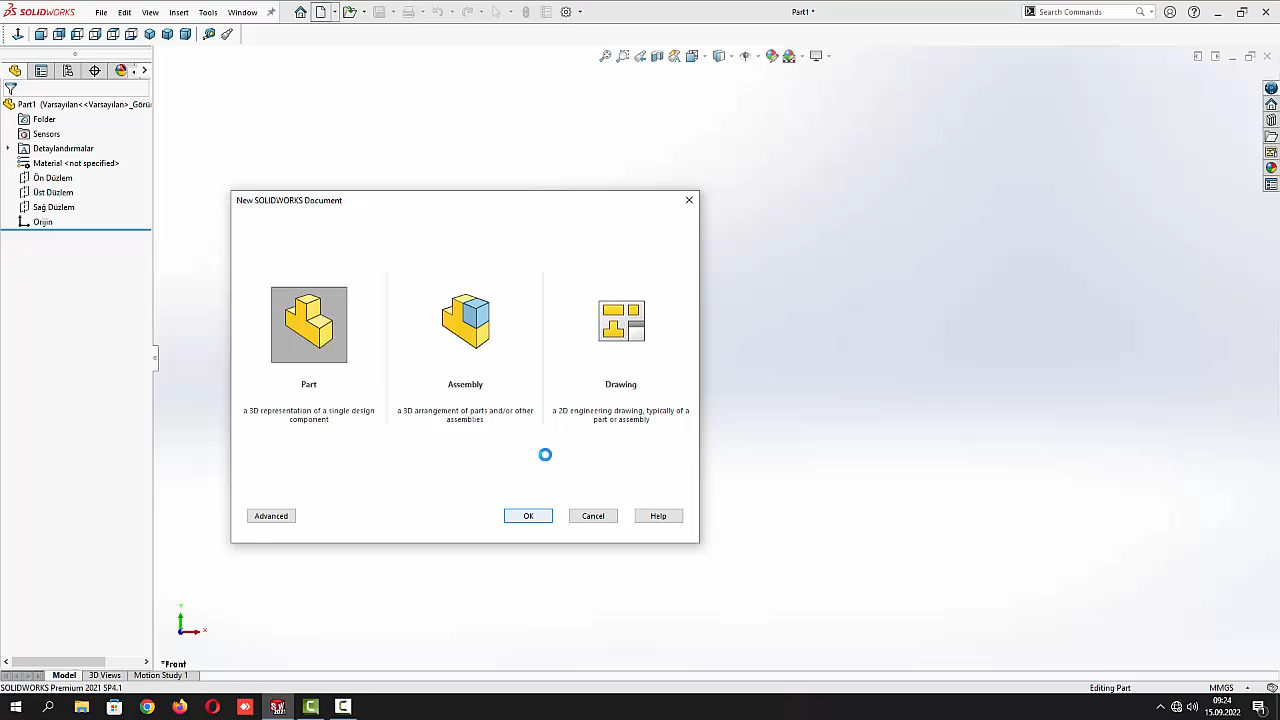 SOLIDWORKS
File
Edit
View
Insert
Tools
Window
Part1 *
Search Commands
Part1 (Varsayılan<<Varsayılan>_Görü
Folder
Sensors
Detaylandırmalar
Material <not specified>
Ön Düzlem
Üst Düzlem
Sağ Düzlem
Orijin
New SOLIDWORKS Document
Part
a 3D representation of a single design
component
Assembly
a 3D arrangement of parts and/or other
assemblies
Drawing
a 2D engineering drawing, typically of a
part or assembly
Advanced
OK
Cancel
Help
Y
X
*Front
Model
3D Views
Motion Study 1
SOLIDWORKS Premium 2021 SP4.1
Editing Part
MMGS
09:24
15.09.2022